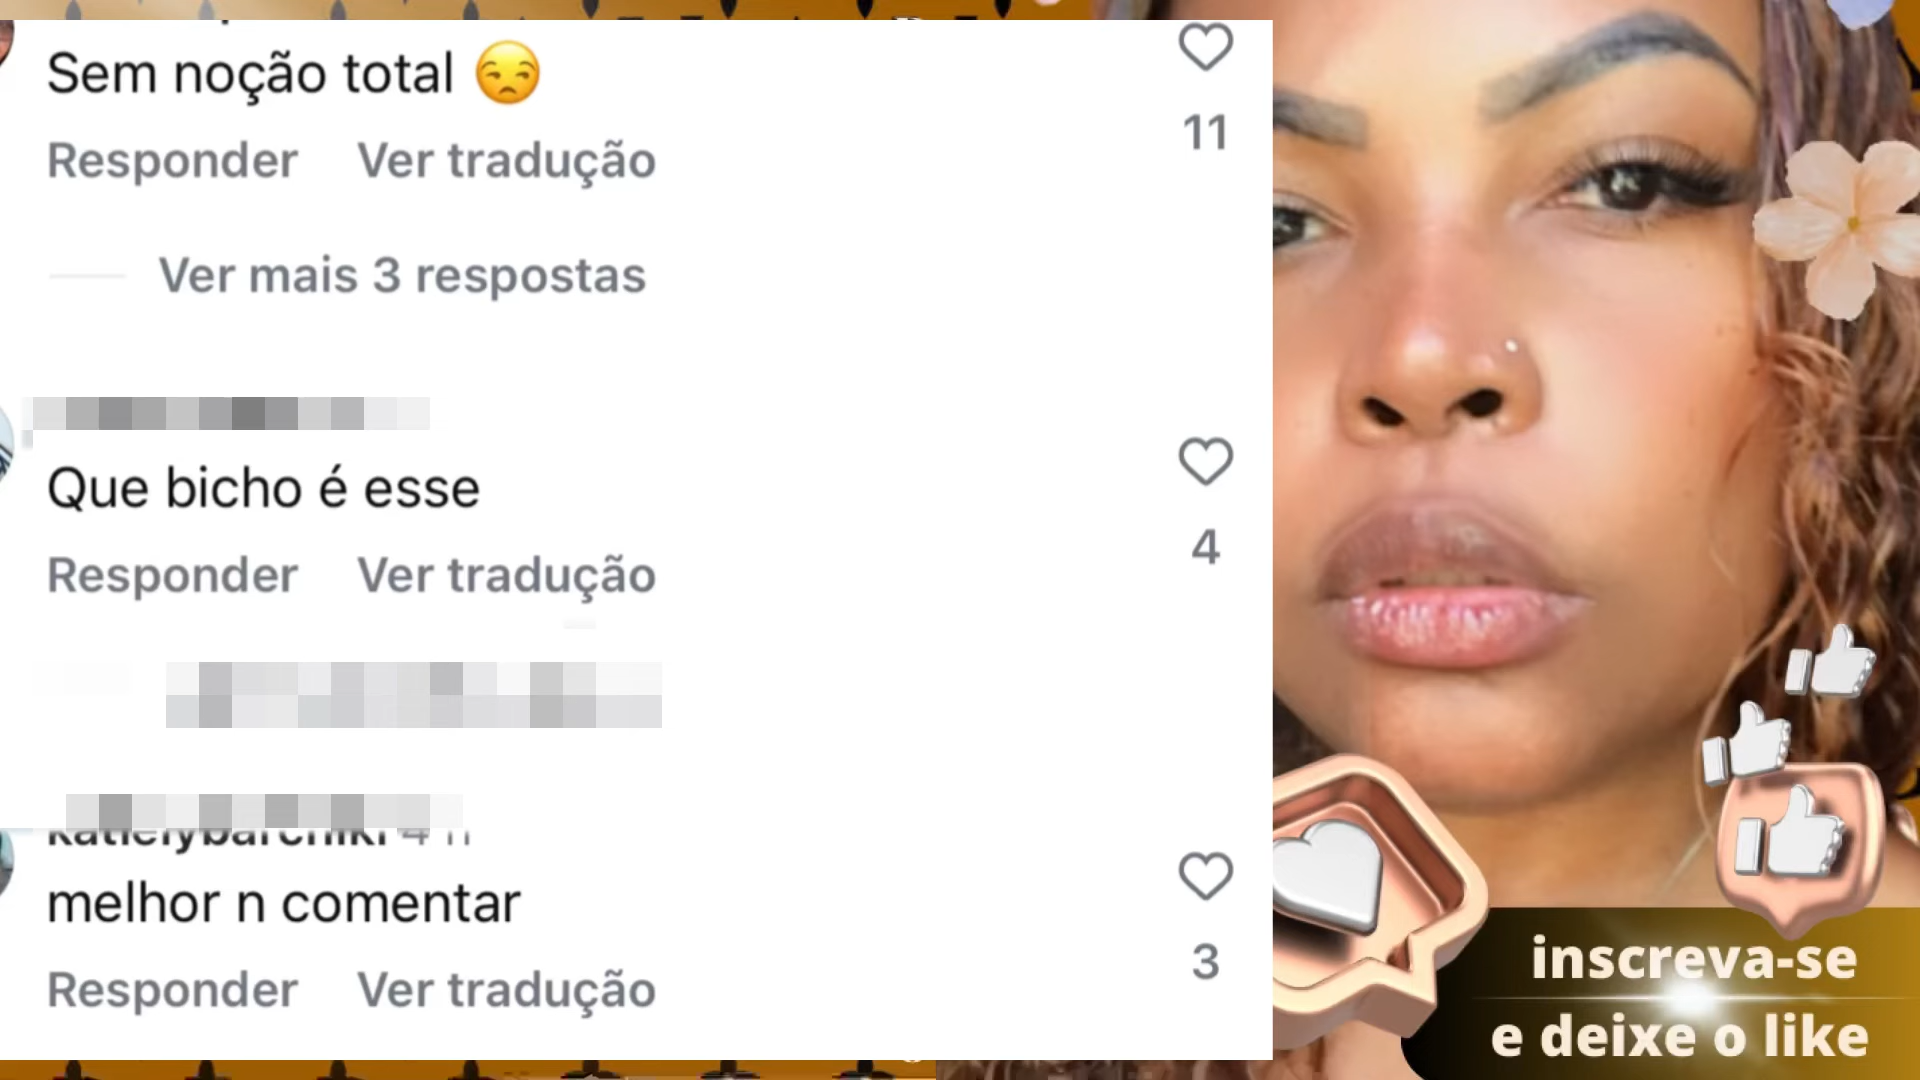 Sem noção total 😒
11
Responder Ver tradução
Ver mais 3 respostas
Que bicho é esse
4
Responder Ver tradução
melhor n comentar
3
Responder Ver tradução
inscreva-se
e deixe o like